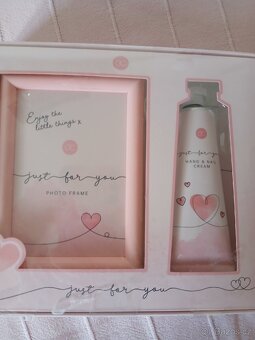 Enjoy the
little things x
just for you
PHOTO FRAME
just for you
HAND & NAIL
CREAM
just for you